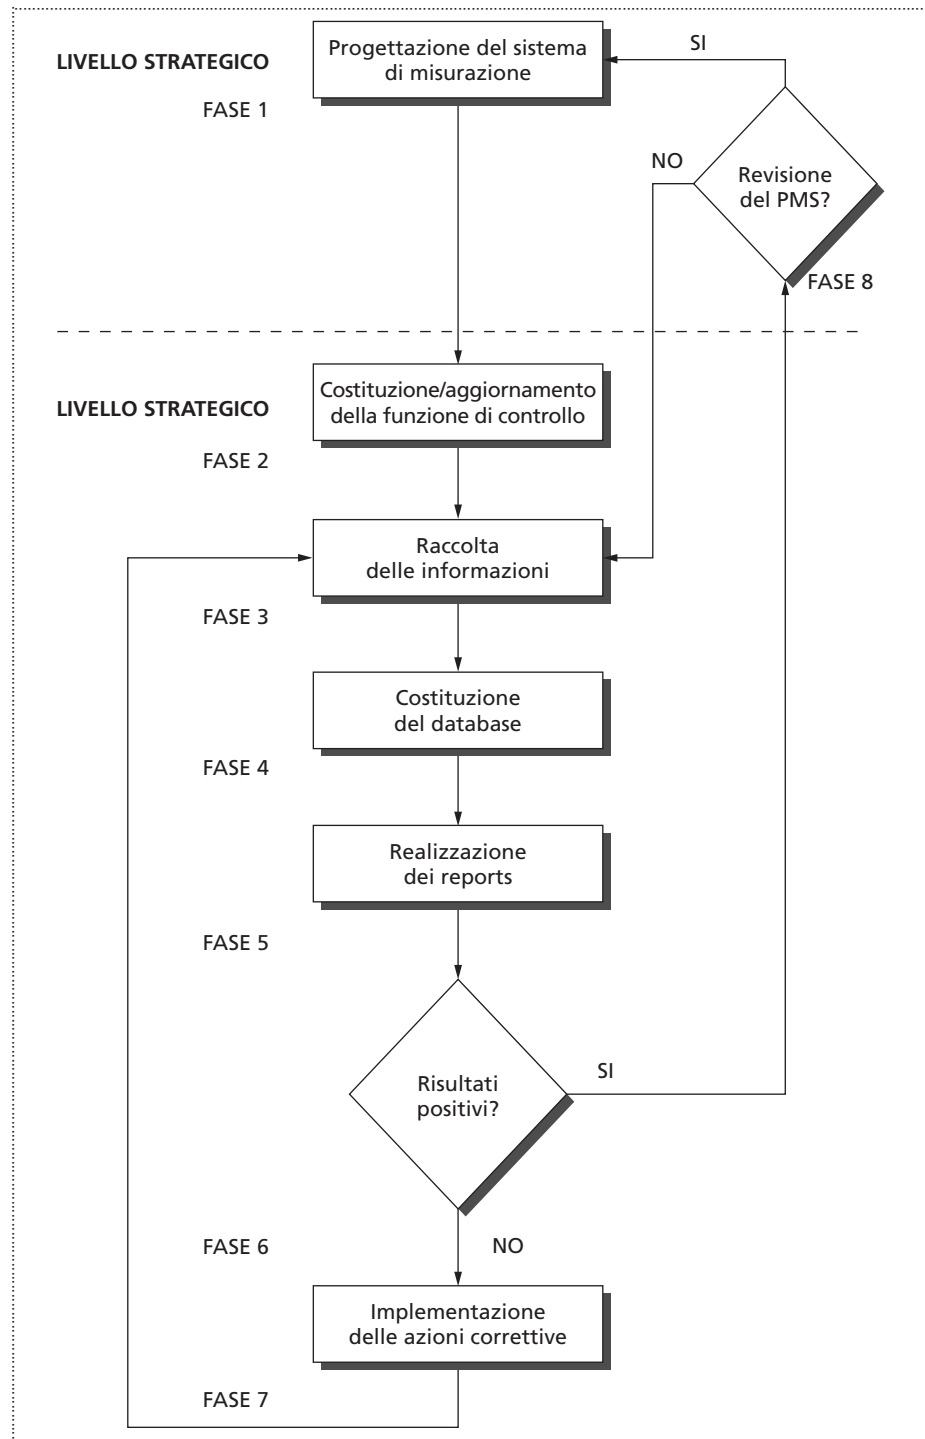 Progettazione del sistema
di misurazione
SI
LIVELLO STRATEGICO
FASE 1
NO
Revisione
del PMS?
FASE 8
Costituzione/aggiornamento
della funzione di controllo
LIVELLO STRATEGICO
FASE 2
Raccolta
delle informazioni
FASE 3
Costituzione
del database
FASE 4
Realizzazione
dei reports
FASE 5
Risultati
positivi?
SI
FASE 6
NO
Implementazione
delle azioni correttive
FASE 7